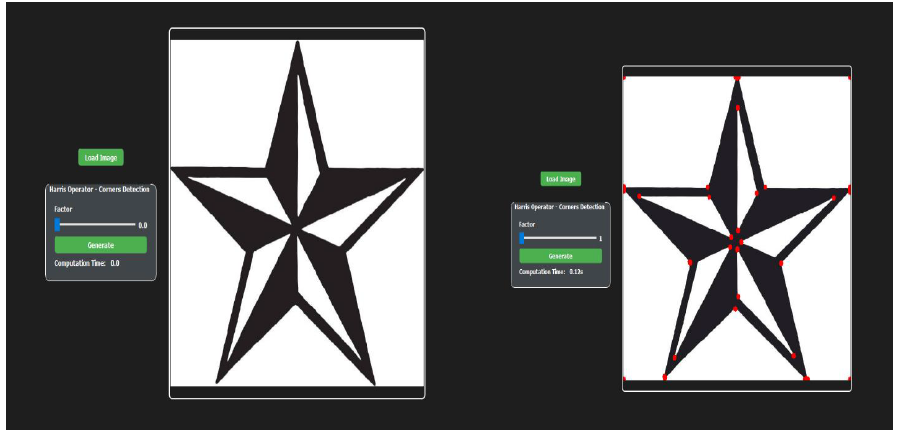 Load Image
Harris Operator - Corners Detection
Factor
0.0
Generate
Computation Time: 0.0
Load Image
Harris Operator - Corners Detection
Factor
1
Generate
Computation Time: 0.12s